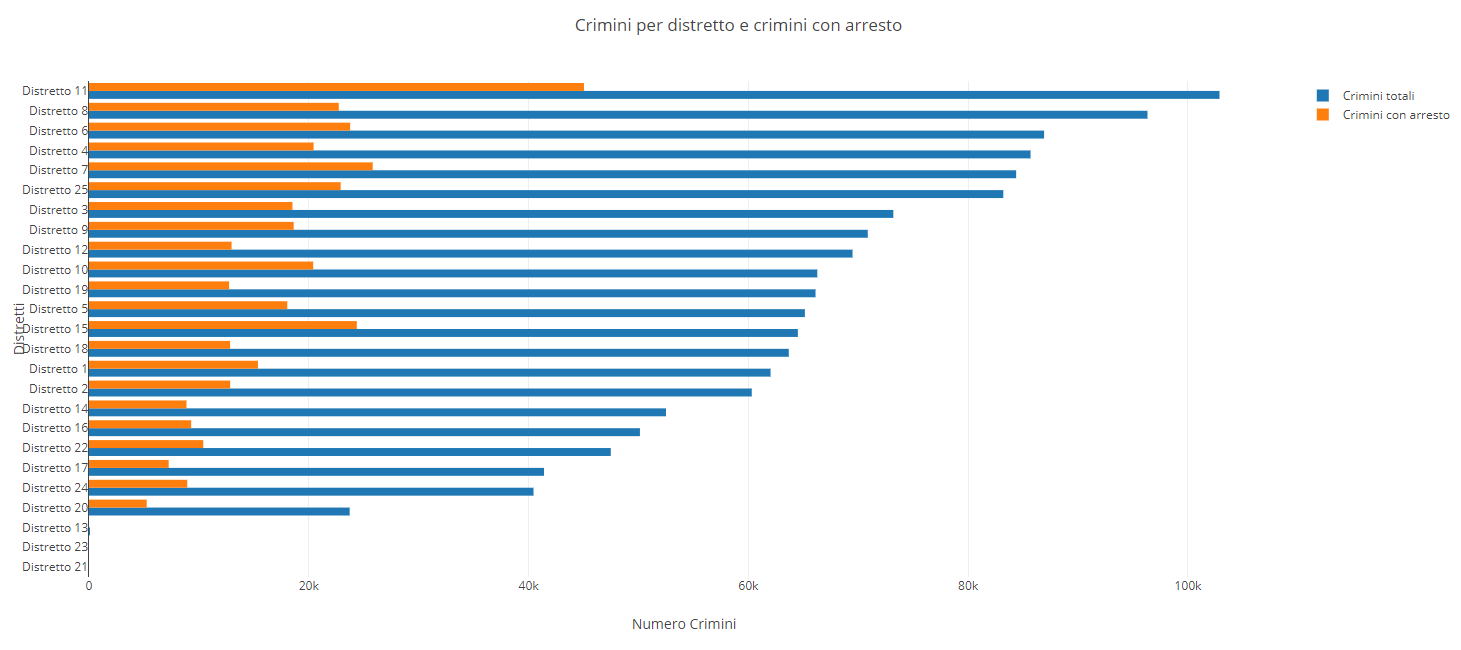 Crimini per distretto e crimini con arresto
Crimini totali
Crimini con arresto
Distretti
Distretto 11
Distretto 8
Distretto 6
Distretto 4
Distretto 7
Distretto 25
Distretto 3
Distretto 9
Distretto 12
Distretto 10
Distretto 19
Distretto 5
Distretto 15
Distretto 18
Distretto 1
Distretto 2
Distretto 14
Distretto 16
Distretto 22
Distretto 17
Distretto 24
Distretto 20
Distretto 13
Distretto 23
Distretto 21
0 20k 40k 60k 80k 100k
Numero Crimini